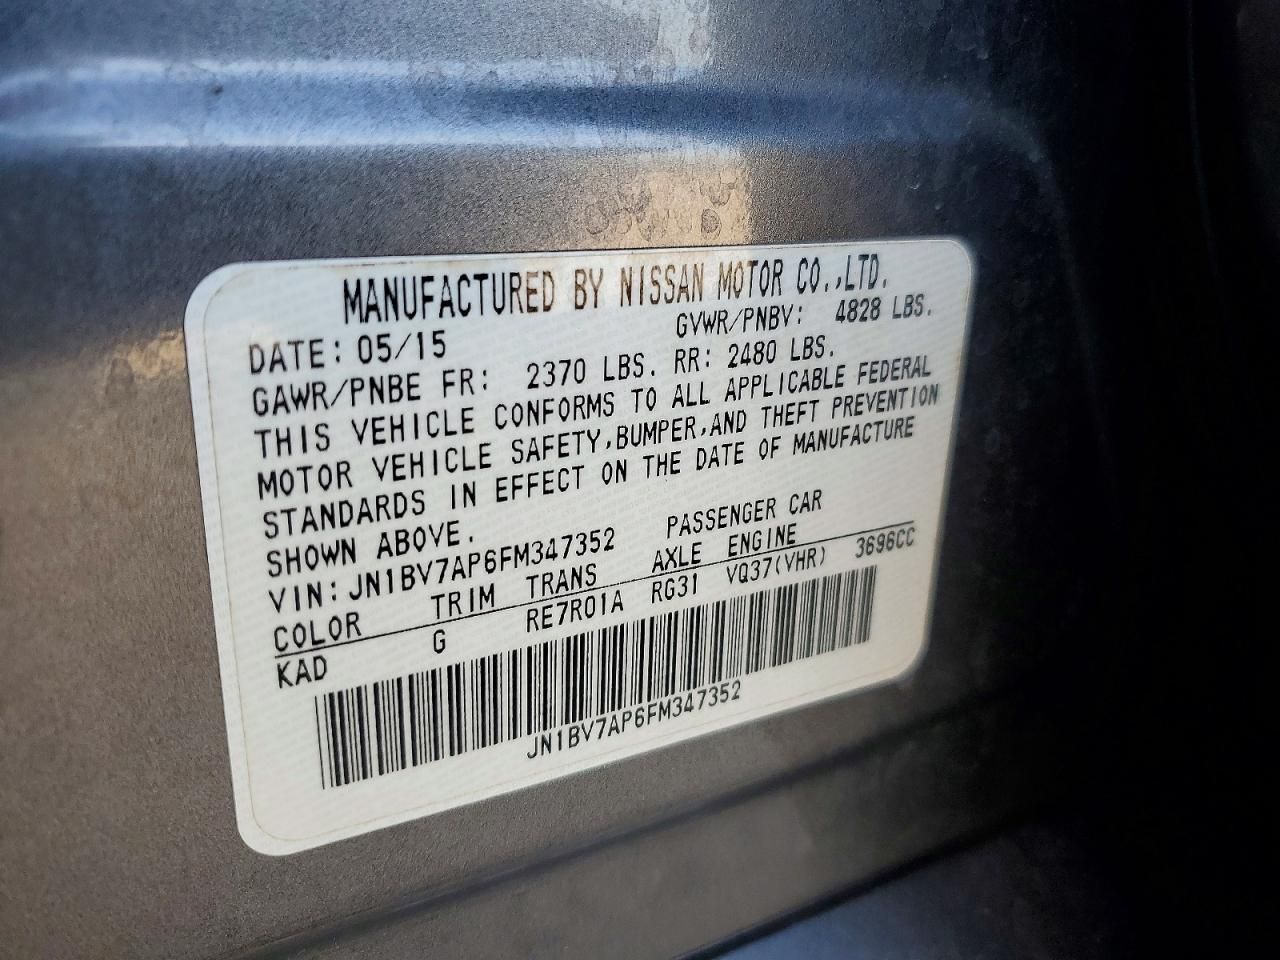 MANUFACTURED BY NISSAN MOTOR CO.,LTD.
DATE: 05/15 GVWR/PNBV: 4828 LBS.
GAWR/PNBE FR: 2370 LBS. RR: 2480 LBS.
THIS VEHICLE CONFORMS TO ALL APPLICABLE FEDERAL
MOTOR VEHICLE SAFETY,BUMPER,AND THEFT PREVENTION
STANDARDS IN EFFECT ON THE DATE OF MANUFACTURE
SHOWN ABOVE.
VIN: JN1BV7AP6FM347352 PASSENGER CAR
COLOR TRIM TRANS AXLE ENGINE
KAD G RE7R01A RG31 VQ37(VHR) 3696CC
JN1BV7AP6FM347352